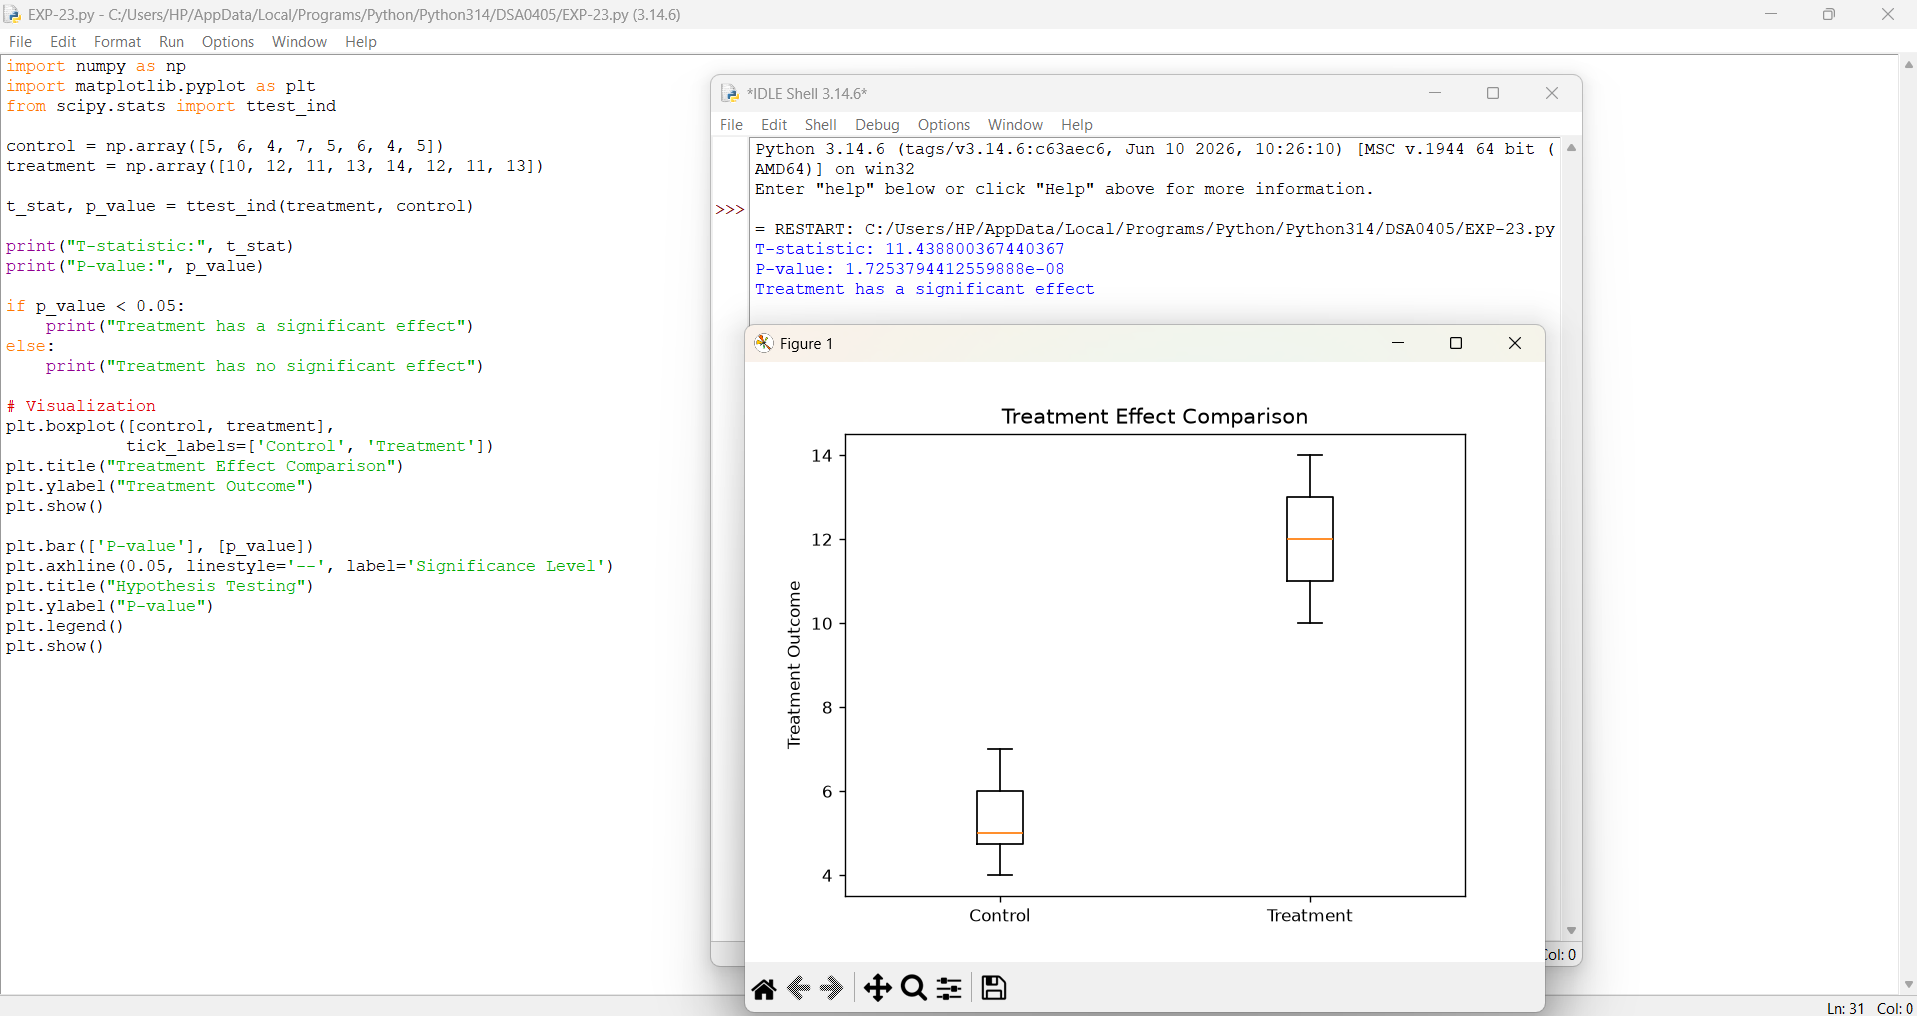 EXP-23.py - C:/Users/HP/AppData/Local/Programs/Python/Python314/DSA0405/EXP-23.py (3.14.6)
File Edit Format Run Options Window Help
import numpy as np
import matplotlib.pyplot as plt
from scipy.stats import ttest_ind
control = np.array([5, 6, 4, 7, 5, 6, 4, 5])
treatment = np.array([10, 12, 11, 13, 14, 12, 11, 13])
t_stat, p_value = ttest_ind(treatment, control)
print("T-statistic:", t_stat)
print("P-value:", p_value)
if p_value < 0.05:
    print("Treatment has a significant effect")
else:
    print("Treatment has no significant effect")
# Visualization
plt.boxplot([control, treatment],
            tick_labels=['Control', 'Treatment'])
plt.title("Treatment Effect Comparison")
plt.ylabel("Treatment Outcome")
plt.show()
plt.bar(['P-value'], [p_value])
plt.axhline(0.05, linestyle='--', label='Significance Level')
plt.title("Hypothesis Testing")
plt.ylabel("P-value")
plt.legend()
plt.show()
*IDLE Shell 3.14.6*
File Edit Shell Debug Options Window Help
Python 3.14.6 (tags/v3.14.6:c63aec6, Jun 10 2026, 10:26:10) [MSC v.1944 64 bit (
AMD64)] on win32
Enter "help" below or click "Help" above for more information.
>>>
= RESTART: C:/Users/HP/AppData/Local/Programs/Python/Python314/DSA0405/EXP-23.py
T-statistic: 11.438800367440367
P-value: 1.7253794412559888e-08
Treatment has a significant effect
Figure 1
Treatment Effect Comparison
14
12
10
8
6
4
Treatment Outcome
Control Treatment
Col: 0
Ln: 31 Col: 0